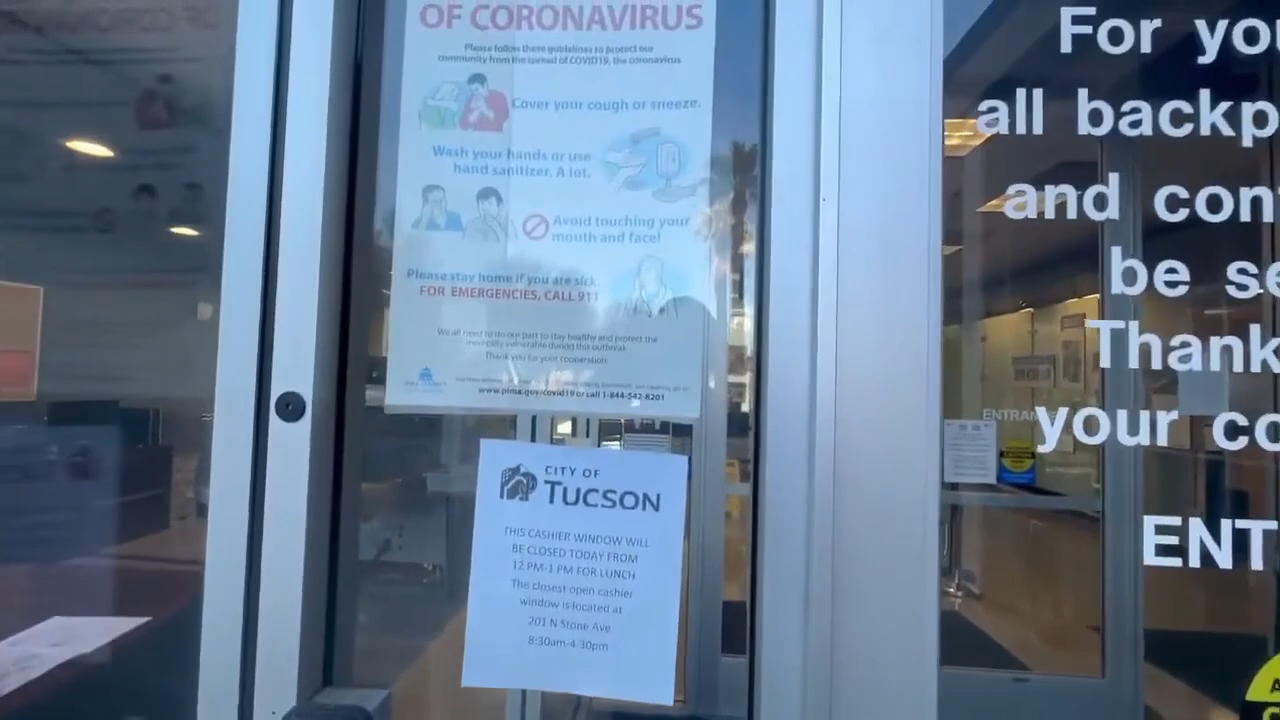 OF CORONAVIRUS
Please follow these guidelines to protect our
community from the spread of COVID19, the coronavirus
Cover your cough or sneeze.
Wash your hands or use
hand sanitizer. A lot.
Avoid touching your
mouth and face!
Please stay home if you are sick.
FOR EMERGENCIES, CALL 911
We all need to do our part to stay healthy and protect the
medically vulnerable during this outbreak
Thank you for your cooperation.
www.pima.gov/covid19 or call 1-844-542-8201
CITY OF
TUCSON
THIS CASHIER WINDOW WILL
BE CLOSED TODAY FROM
12 PM-1 PM FOR LUNCH
The closest open cashier
window is located at
201 N Stone Ave
8:30am-4:30pm
For you
all backp
and con
be se
Thank
your co
ENT
ENTRANCE